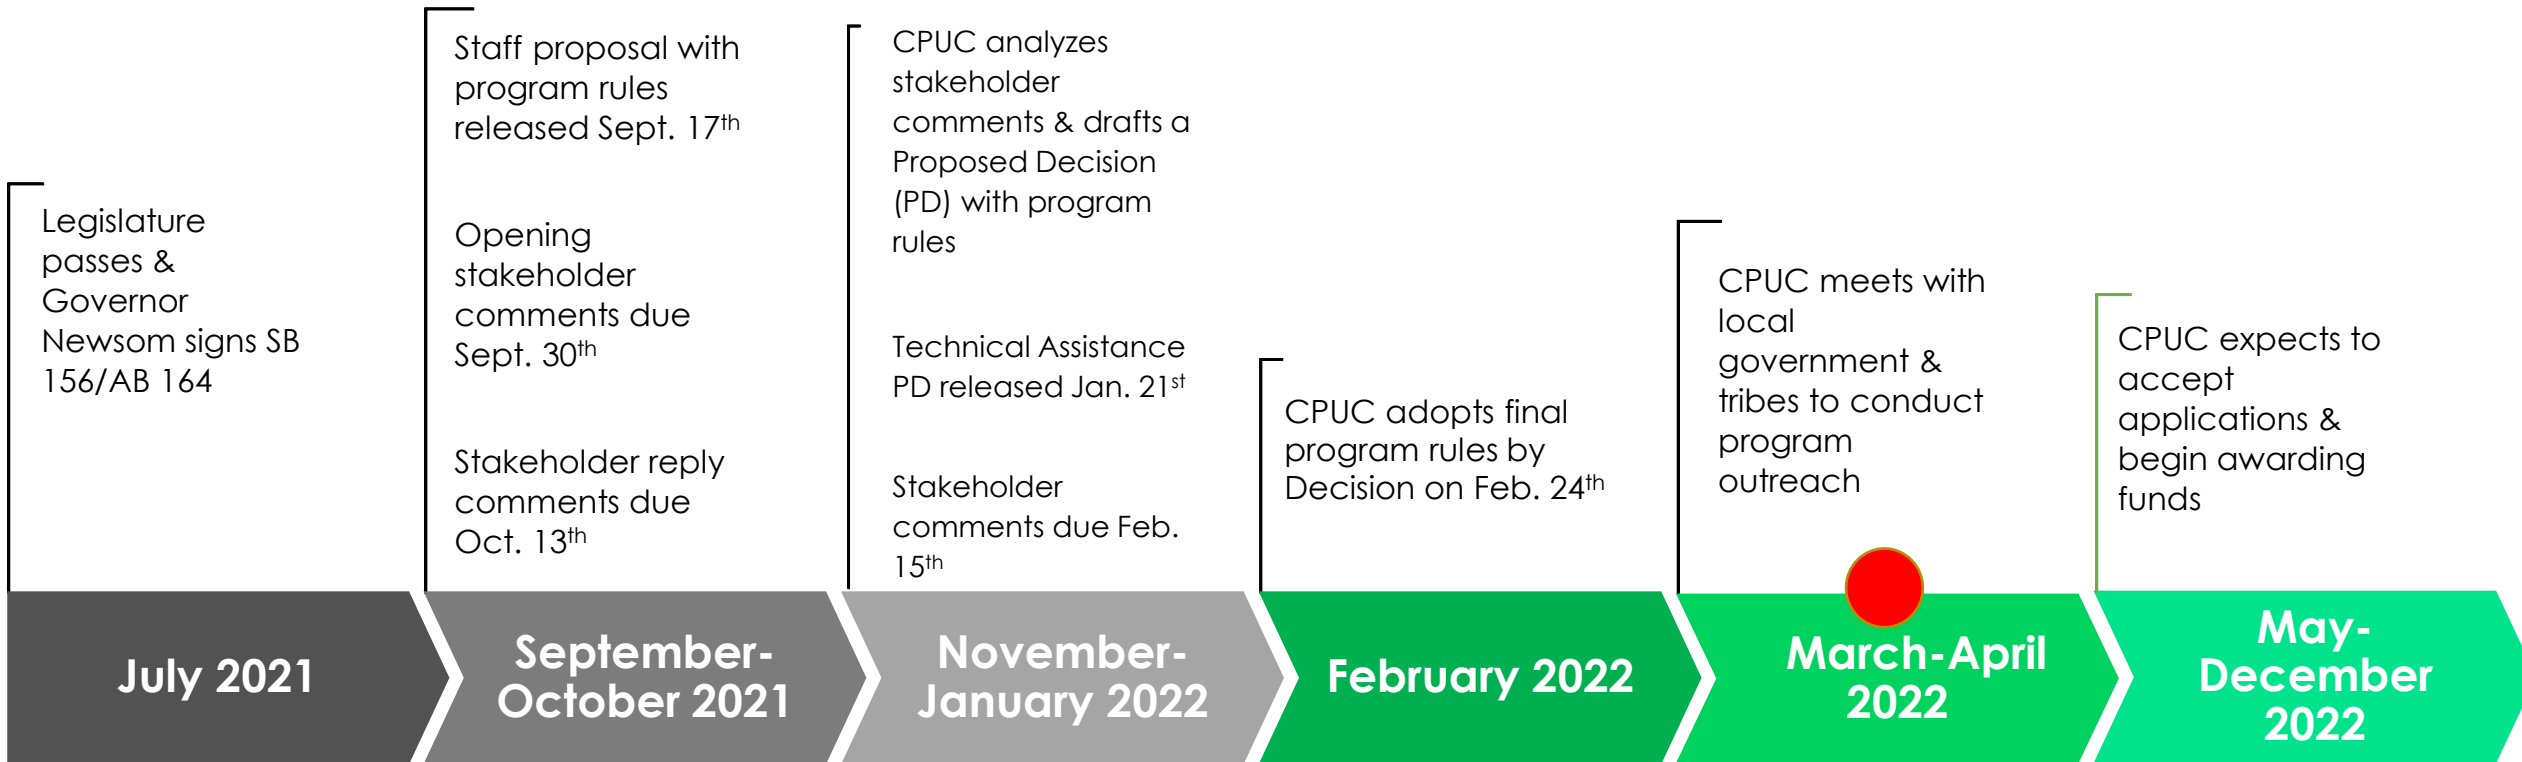 Legislature
passes &
Governor
Newsom signs SB
156/AB 164
Staff proposal with
program rules
released Sept. 17th
Opening
stakeholder
comments due
Sept. 30th
Stakeholder reply
comments due
Oct. 13th
CPUC analyzes
stakeholder
comments & drafts a
Proposed Decision
(PD) with program
rules
Technical Assistance
PD released Jan. 21st
Stakeholder
comments due Feb.
15th
CPUC adopts final
program rules by
Decision on Feb. 24th
CPUC meets with
local
government &
tribes to conduct
program
outreach
CPUC expects to
accept
applications &
begin awarding
funds
July 2021
September-
October 2021
November-
January 2022
February 2022
March-April
2022
May-
December
2022